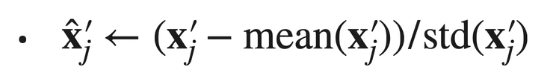 • x̂′ⱼ ← (x′ⱼ − mean(x′ⱼ))/std(x′ⱼ)